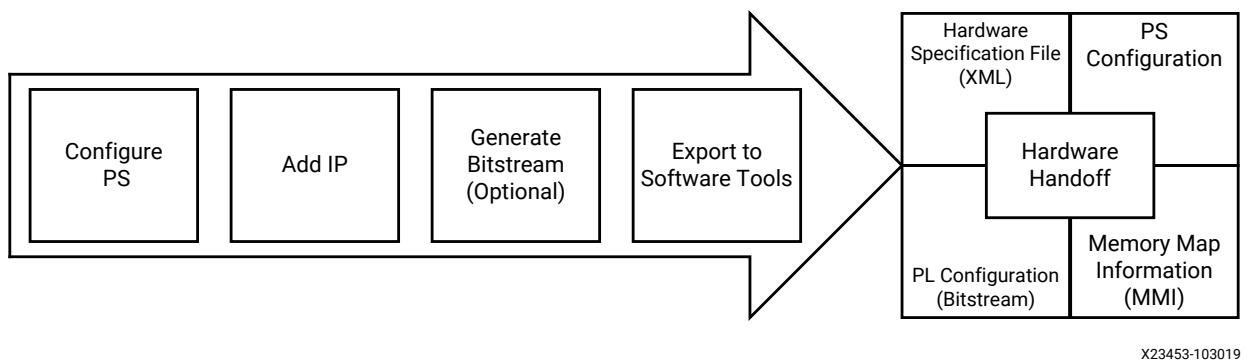 Configure
PS
Add IP
Generate
Bitstream
(Optional)
Export to
Software Tools
Hardware
Specification File
(XML)
PS
Configuration
Hardware
Handoff
PL Configuration
(Bitstream)
Memory Map
Information
(MMI)
X23453-103019